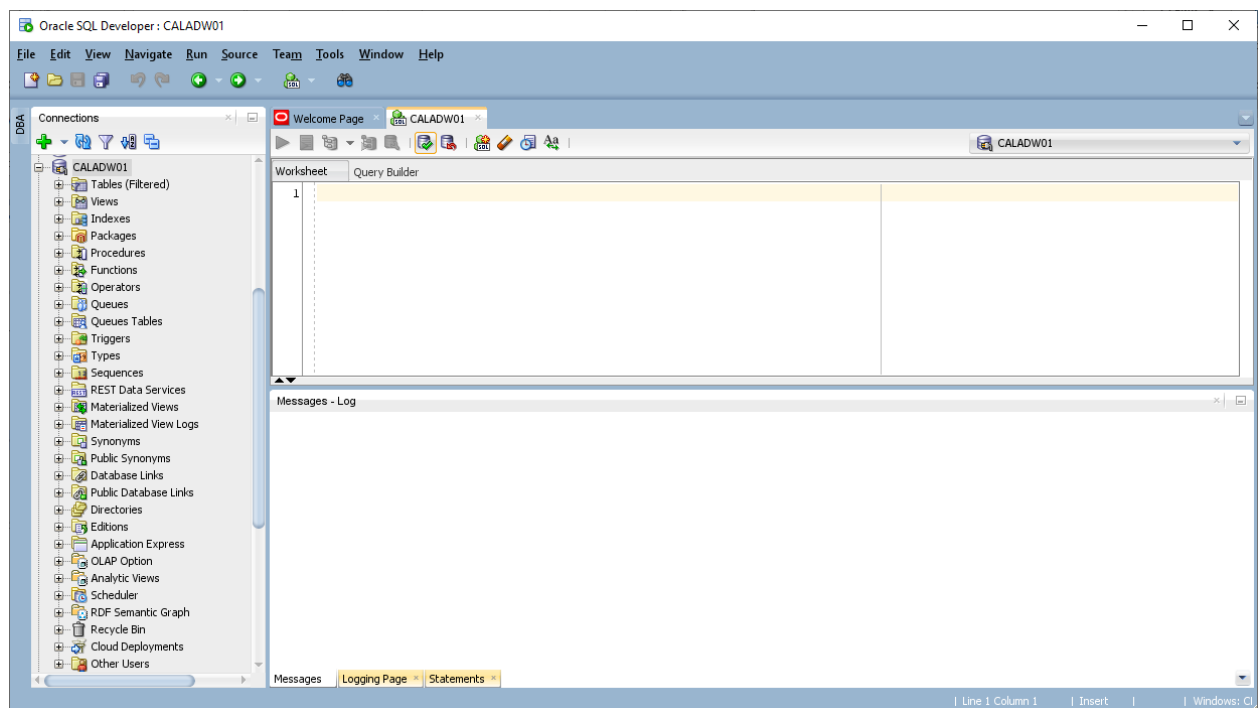 Oracle SQL Developer : CALADW01
File Edit View Navigate Run Source Team Tools Window Help
DBA
Connections
Welcome Page
CALADW01
CALADW01
CALADW01
Tables (Filtered)
Views
Indexes
Packages
Procedures
Functions
Operators
Queues
Queues Tables
Triggers
Types
Sequences
REST Data Services
Materialized Views
Materialized View Logs
Synonyms
Public Synonyms
Database Links
Public Database Links
Directories
Editions
Application Express
OLAP Option
Analytic Views
Scheduler
RDF Semantic Graph
Recycle Bin
Cloud Deployments
Other Users
Worksheet Query Builder
1
Messages - Log
Messages Logging Page Statements
| Line 1 Column 1 | Insert | | Windows: Cl